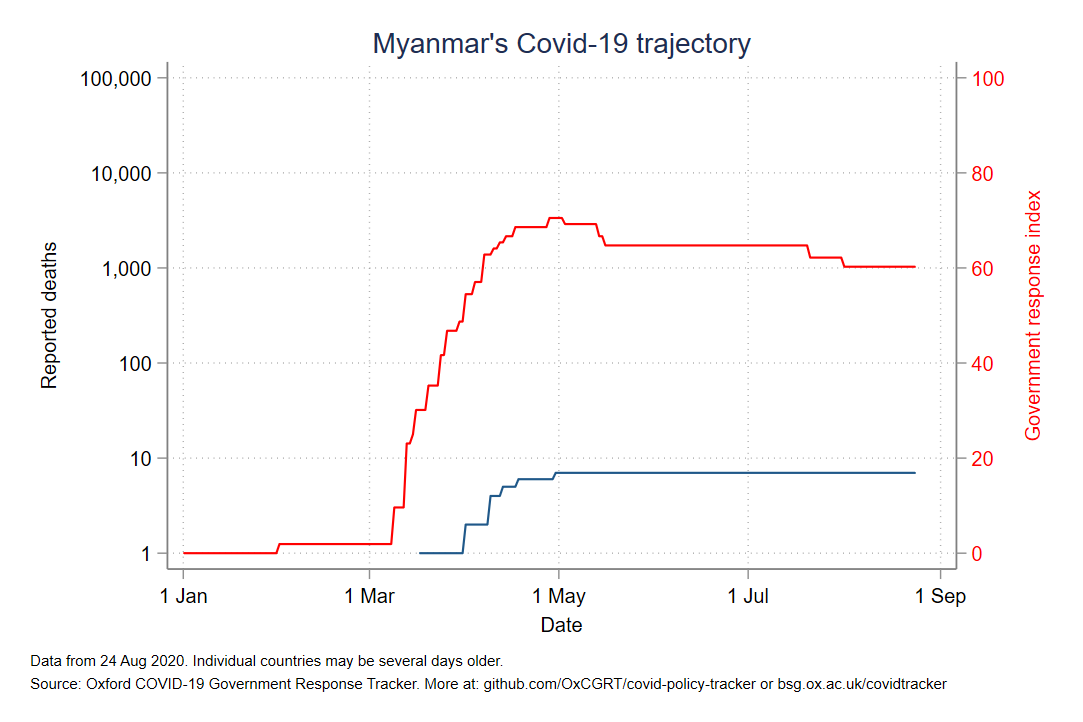 Myanmar's Covid-19 trajectory
100,000
10,000
1,000
100
10
1
Reported deaths
100
80
60
40
20
0
Government response index
1 Jan
1 Mar
1 May
1 Jul
1 Sep
Date
Data from 24 Aug 2020. Individual countries may be several days older.
Source: Oxford COVID-19 Government Response Tracker. More at: github.com/OxCGRT/covid-policy-tracker or bsg.ox.ac.uk/covidtracker